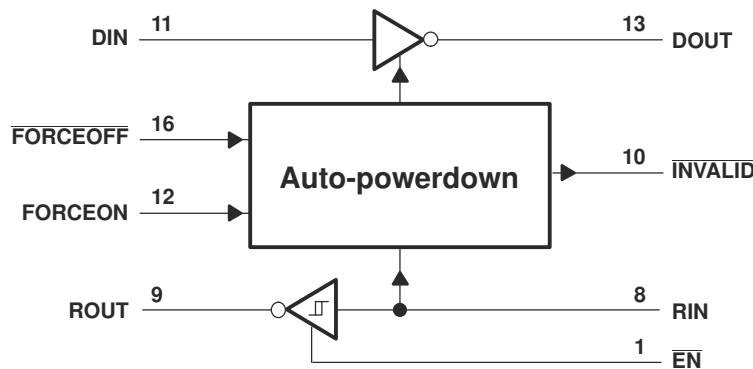 DIN 11 13 DOUT
FORCEOFF 16
Auto-powerdown 10 INVALID
FORCEON 12
ROUT 9 8 RIN
1 EN